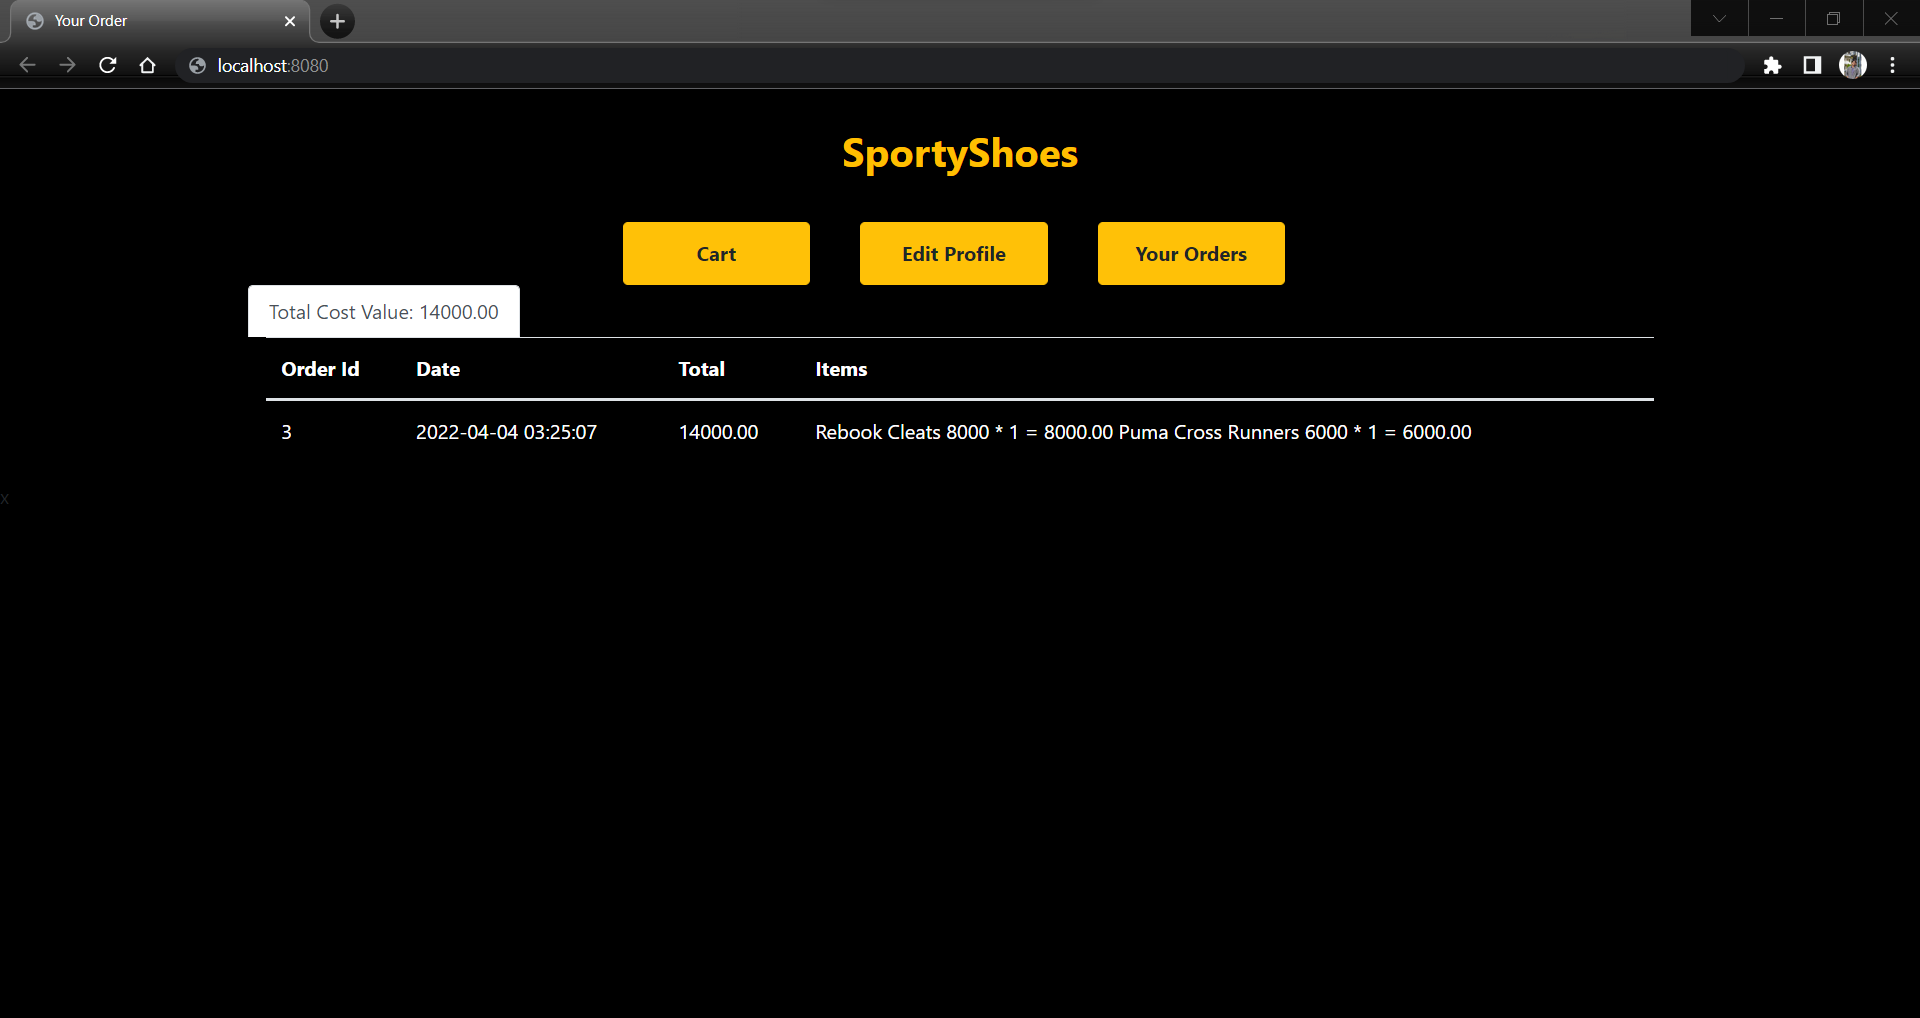 Your Order
localhost:8080
SportyShoes
Cart Edit Profile Your Orders
Total Cost Value: 14000.00
Order Id Date Total Items
3 2022-04-04 03:25:07 14000.00 Rebook Cleats 8000 * 1 = 8000.00 Puma Cross Runners 6000 * 1 = 6000.00
x